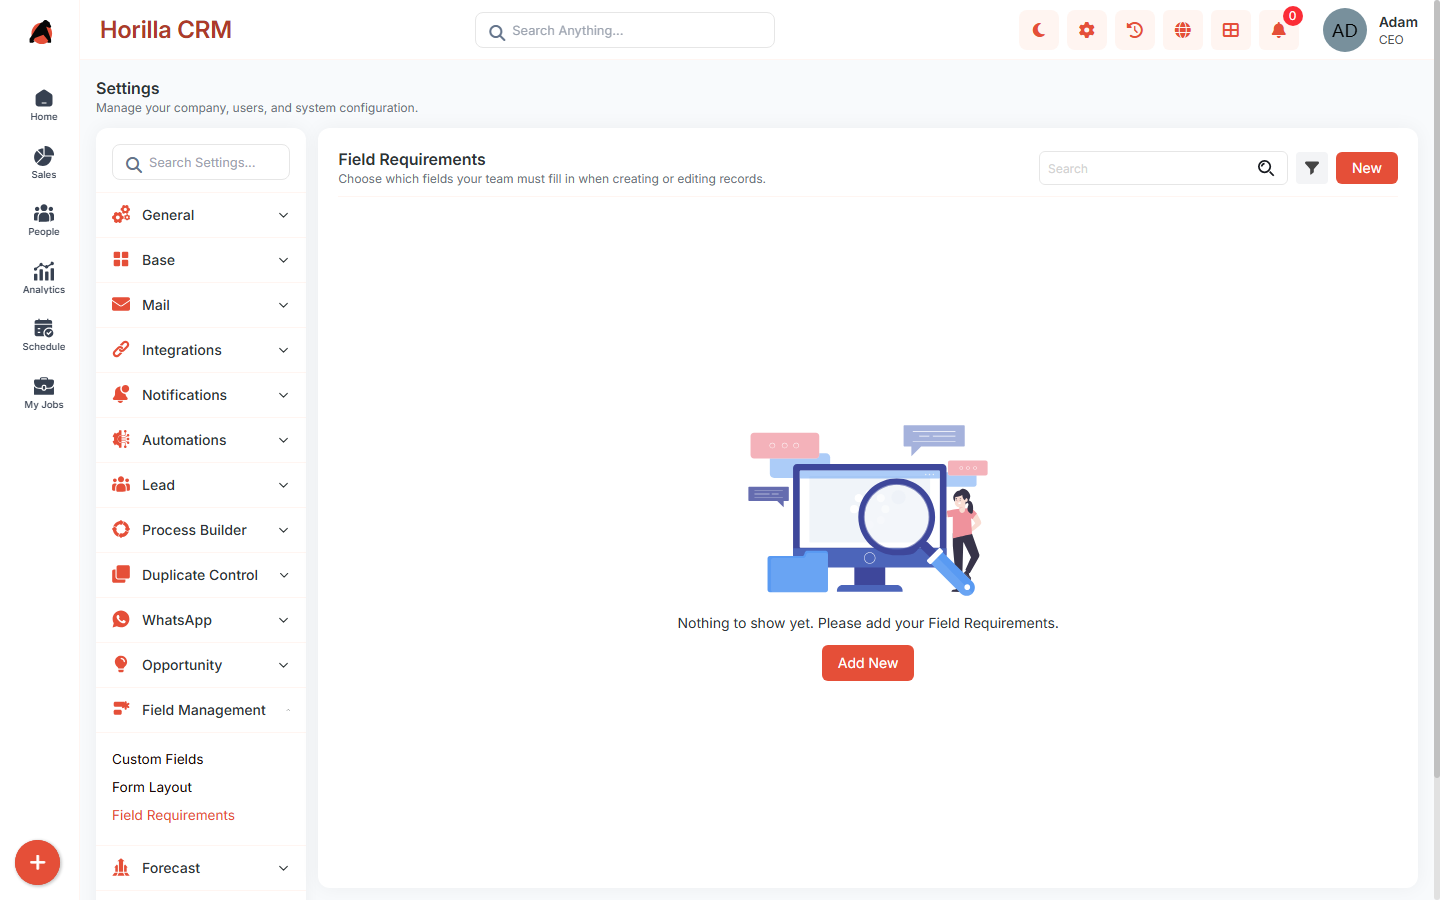 Horilla CRM
Search Anything...
0
AD
Adam
CEO
Home
Sales
People
Analytics
Schedule
My Jobs
Settings
Manage your company, users, and system configuration.
Search Settings...
General
Base
Mail
Integrations
Notifications
Automations
Lead
Process Builder
Duplicate Control
WhatsApp
Opportunity
Field Management
Custom Fields
Form Layout
Field Requirements
Forecast
Field Requirements
Choose which fields your team must fill in when creating or editing records.
Search
New
Nothing to show yet. Please add your Field Requirements.
Add New